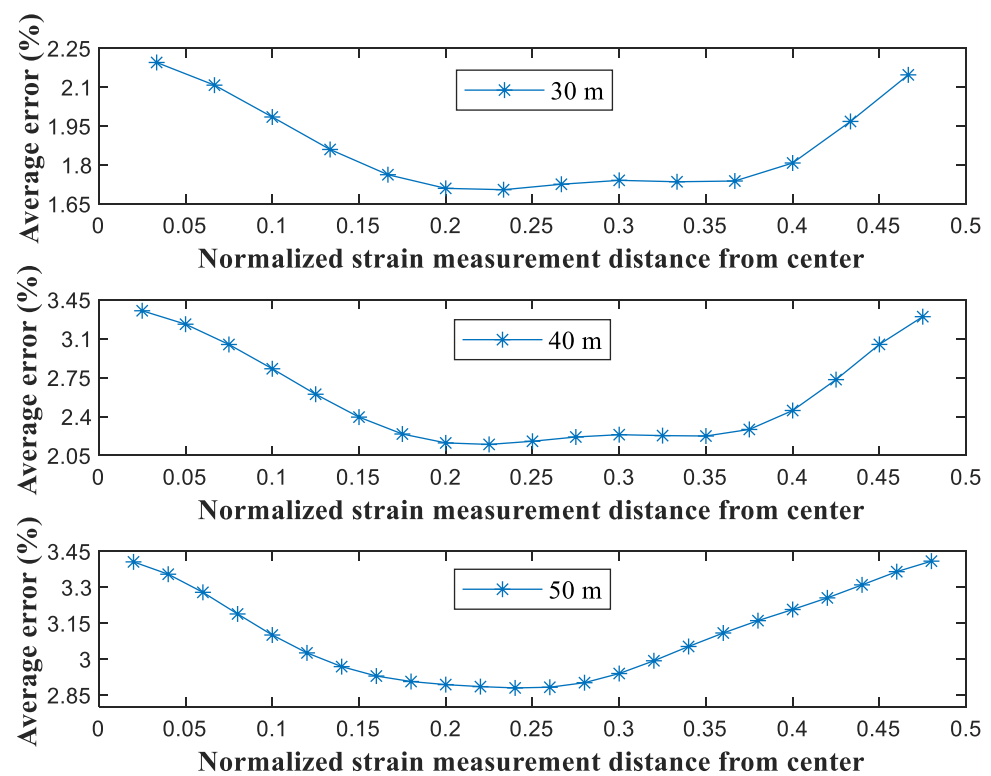 Average error (%)
2.25
2.1
1.95
1.8
1.65
30 m
0 0.05 0.1 0.15 0.2 0.25 0.3 0.35 0.4 0.45 0.5
Normalized strain measurement distance from center
Average error (%)
3.45
3.1
2.75
2.4
2.05
40 m
0 0.05 0.1 0.15 0.2 0.25 0.3 0.35 0.4 0.45 0.5
Normalized strain measurement distance from center
Average error (%)
3.45
3.3
3.15
3
2.85
50 m
0 0.05 0.1 0.15 0.2 0.25 0.3 0.35 0.4 0.45 0.5
Normalized strain measurement distance from center